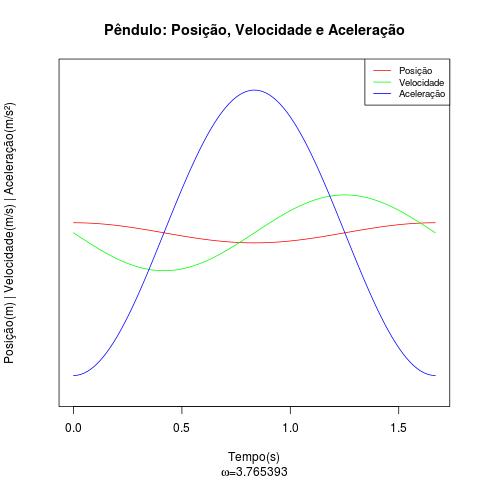 Pêndulo: Posição, Velocidade e Aceleração
Posição
Velocidade
Aceleração
Posição(m) | Velocidade(m/s) | Aceleração(m/s²)
0.0
0.5
1.0
1.5
Tempo(s)
ω=3.765393